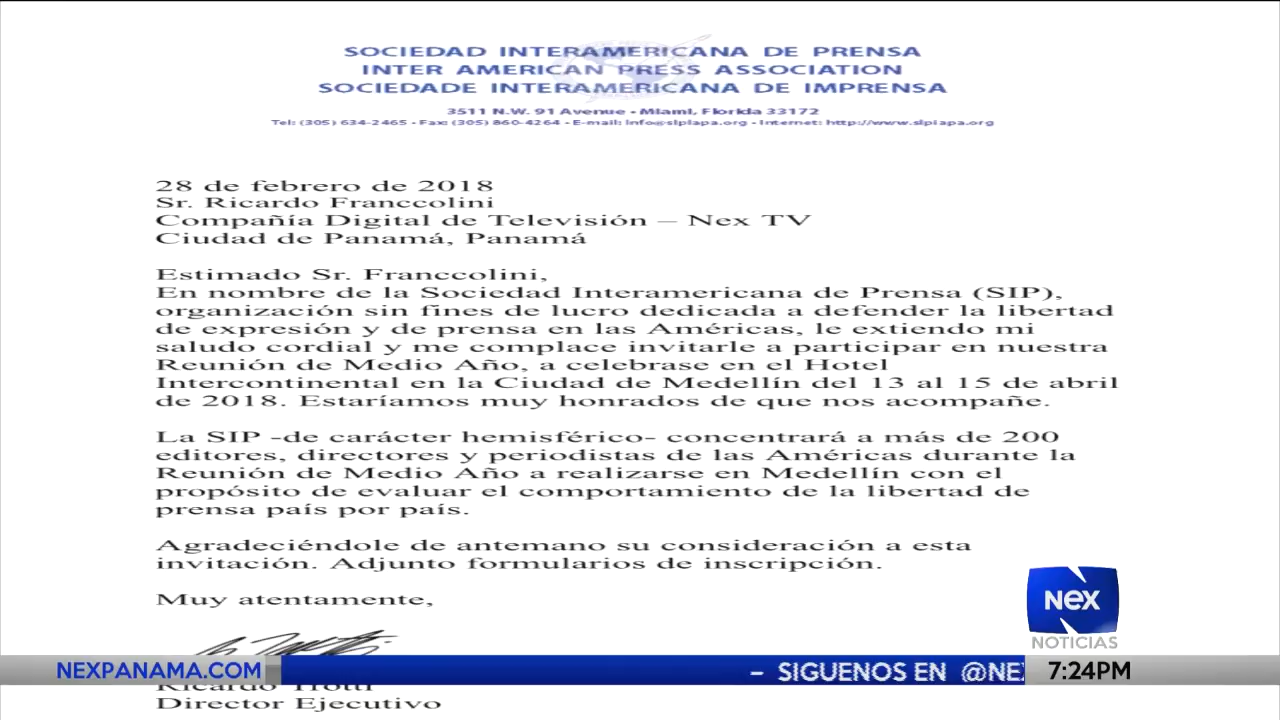 SOCIEDAD INTERAMERICANA DE PRENSA
INTER AMERICAN PRESS ASSOCIATION
SOCIEDADE INTERAMERICANA DE IMPRENSA
3511 N.W. 91 Avenue • Miami, Florida 33172
Tel: (305) 634-2465 • Fax: (305) 860-4264 • E-mail: info@sipiapa.org • Internet: http://www.sipiapa.org
28 de febrero de 2018
Sr. Ricardo Franccolini
Compañía Digital de Televisión – Nex TV
Ciudad de Panamá, Panamá
Estimado Sr. Franccolini,
En nombre de la Sociedad Interamericana de Prensa (SIP),
organización sin fines de lucro dedicada a defender la libertad
de expresión y de prensa en las Américas, le extiendo mi
saludo cordial y me complace invitarle a participar en nuestra
Reunión de Medio Año, a celebrase en el Hotel
Intercontinental en la Ciudad de Medellín del 13 al 15 de abril
de 2018. Estaríamos muy honrados de que nos acompañe.
La SIP -de carácter hemisférico- concentrará a más de 200
editores, directores y periodistas de las Américas durante la
Reunión de Medio Año a realizarse en Medellín con el
propósito de evaluar el comportamiento de la libertad de
prensa país por país.
Agradeciéndole de antemano su consideración a esta
invitación. Adjunto formularios de inscripción.
Muy atentamente,
nex
NOTICIAS
NEXPANAMA.COM
– SIGUENOS EN @NEX
7:24PM
Ricardo Trotti
Director Ejecutivo